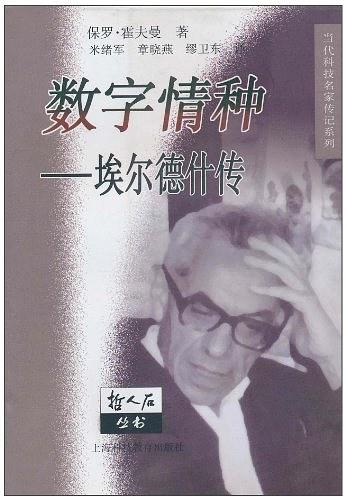 保罗·霍夫曼 著
米绪军 章晓燕 缪卫东 译
数字情种
——埃尔德什传
当代科技名家传记系列
哲人石
丛书
上海科技教育出版社